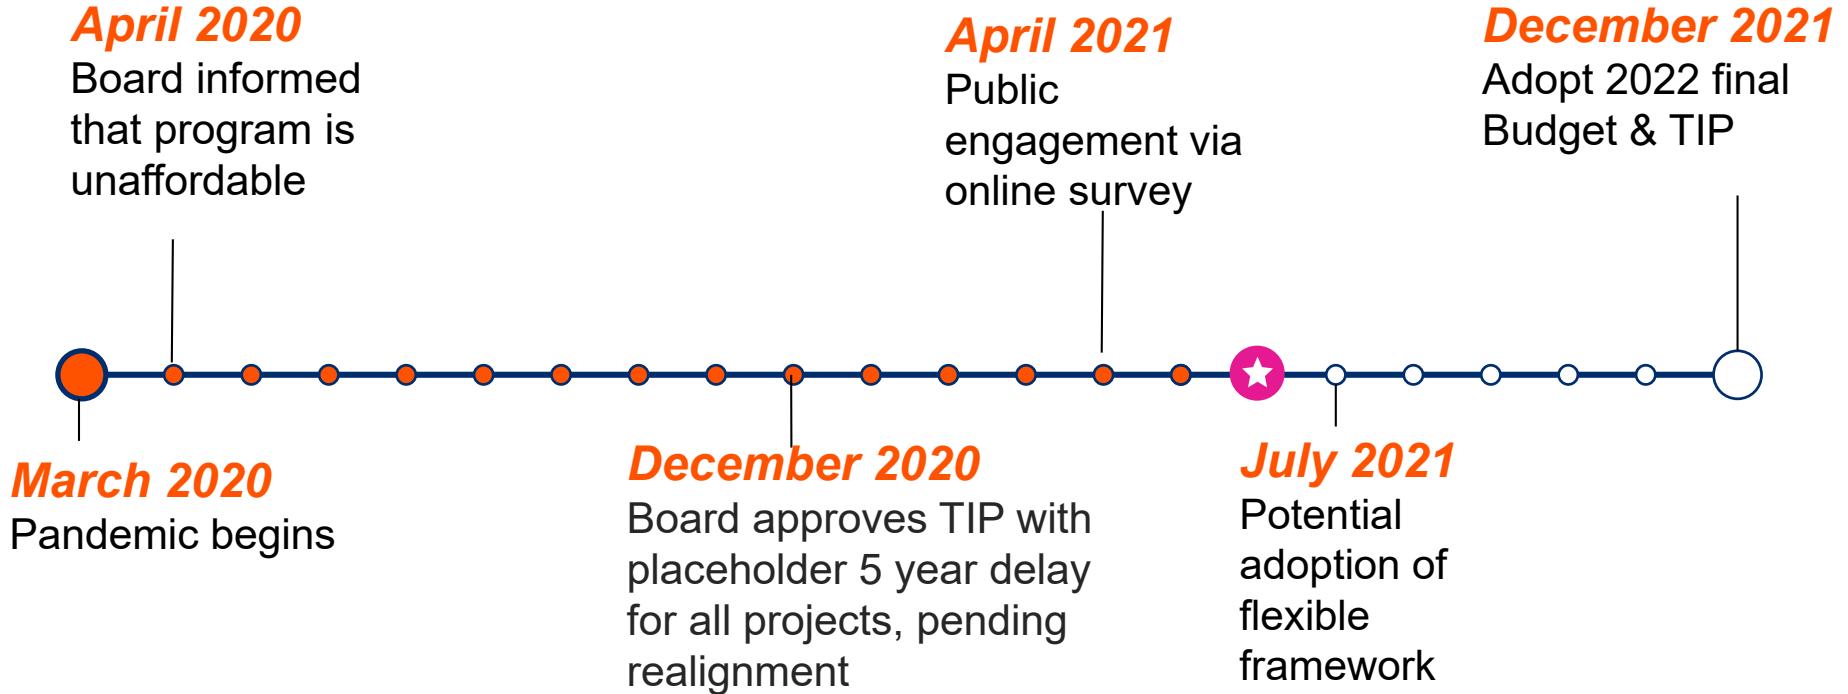 April 2020
Board informed
that program is
unaffordable
April 2021
Public
engagement via
online survey
December 2021
Adopt 2022 final
Budget & TIP
March 2020
Pandemic begins
December 2020
Board approves TIP with
placeholder 5 year delay
for all projects, pending
realignment
July 2021
Potential
adoption of
flexible
framework